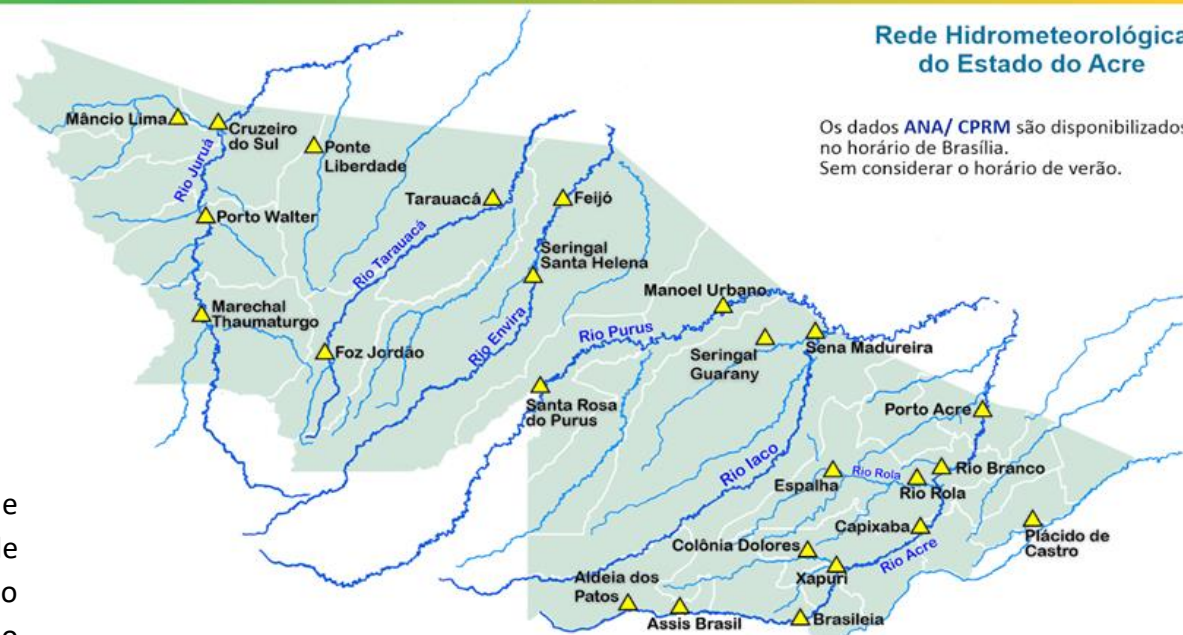 Rede Hidrometeorológica
do Estado do Acre
Os dados ANA/ CPRM são disponibilizados
no horário de Brasília.
Sem considerar o horário de verão.
Mâncio Lima
Cruzeiro
do Sul
Ponte
Liberdade
Rio Juruá
Porto Walter
Tarauacá
Feijó
Rio Tarauacá
Seringal
Santa Helena
Marechal
Thaumaturgo
Foz Jordão
Rio Envira
Manoel Urbano
Rio Purus
Seringal
Guarany
Sena Madureira
Santa Rosa
do Purus
Porto Acre
Rio Iaco
Espalha
Rio Rola
Rio Rola
Rio Branco
Capixaba
Plácido de
Castro
Colônia Dolores
Xapuri
Rio Acre
Aldeia dos
Patos
Assis Brasil
Brasileia
e
o